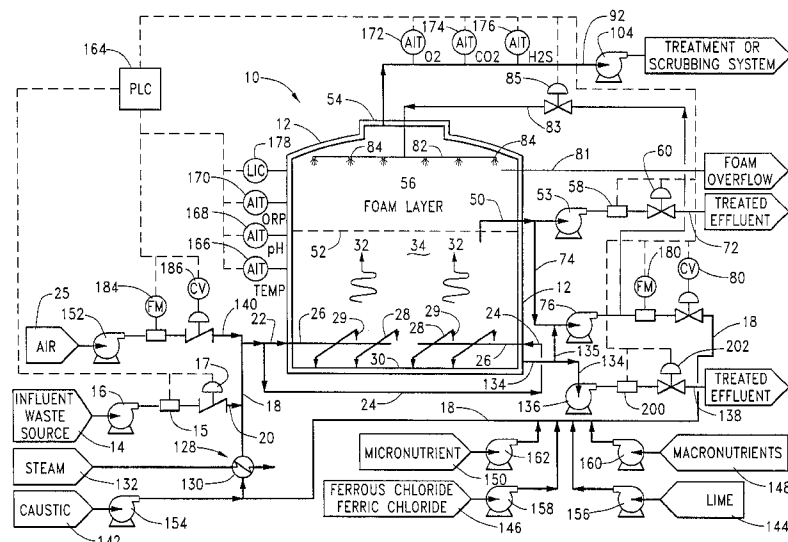 172 AIT O2
174 AIT CO2
176 AIT H2S
92
104
TREATMENT OR
SCRUBBING SYSTEM
164
PLC
10
54
85
12
83
84
82
84
81
FOAM
OVERFLOW
178 LIC
170 AIT ORP
168 AIT pH
166 AIT TEMP
56
FOAM LAYER
50
53
58
60
TREATED
EFFLUENT
72
52
32
34
32
74
12
180
FM
CV
80
76
18
184
FM
186
CV
140
22
25
AIR
152
26
29
28
29
28
24
26
30
135
134
134
202
17
INFLUENT
WASTE
SOURCE
14
16
15
20
18
24
136
200
138
TREATED
EFFLUENT
18
STEAM
132
128
130
CAUSTIC
142
154
MICRONUTRIENT
150
162
160
MACRONUTRIENTS
148
FERROUS CHLORIDE
FERRIC CHLORIDE
146
158
156
LIME
144